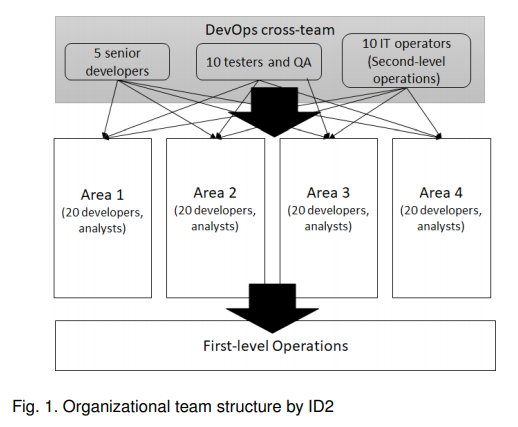 DevOps cross-team
5 senior
developers
10 testers and QA
10 IT operators
(Second-level
operations)
Area 1
(20 developers,
analysts)
Area 2
(20 developers,
analysts)
Area 3
(20 developers,
analysts)
Area 4
(20 developers,
analysts)
First-level Operations
Fig. 1. Organizational team structure by ID2